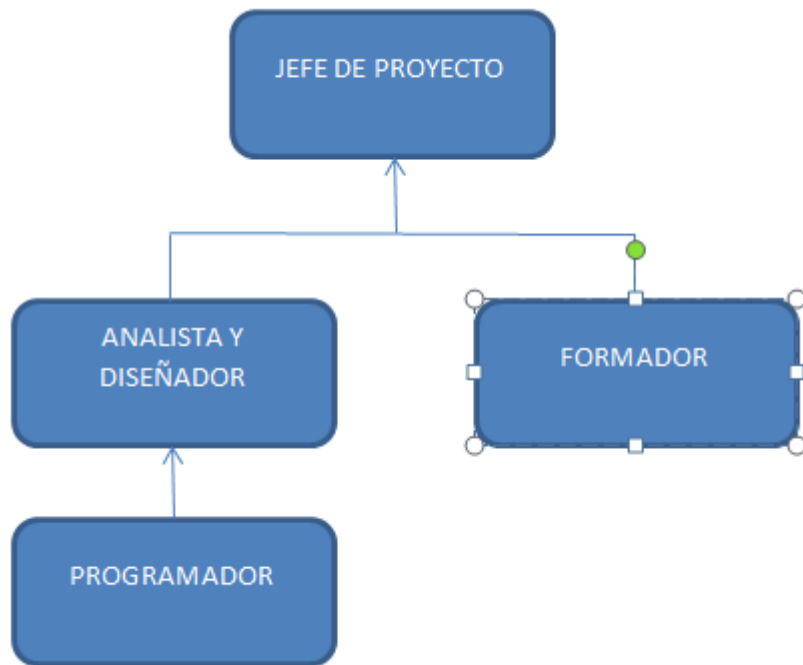 JEFE DE PROYECTO
ANALISTA Y
DISEÑADOR
FORMADOR
PROGRAMADOR